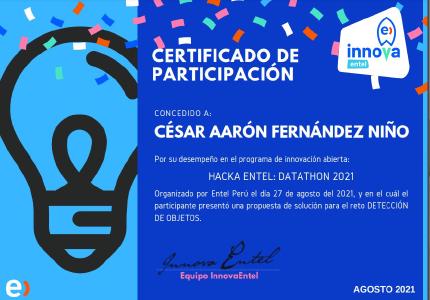 CERTIFICADO DE
PARTICIPACIÓN
innova
entel
CONCEDIDO A:
CÉSAR AARÓN FERNÁNDEZ NIÑO
Por su desempeño en el programa de innovación abierta:
HACKA ENTEL: DATATHON 2021
Organizado por Entel Perú el día 27 de agosto del 2021, y en el cuál el
participante presentó una propuesta de solución para el reto DETECCIÓN
DE OBJETOS.
Innova Entel
Equipo InnovaEntel
e)
AGOSTO 2021